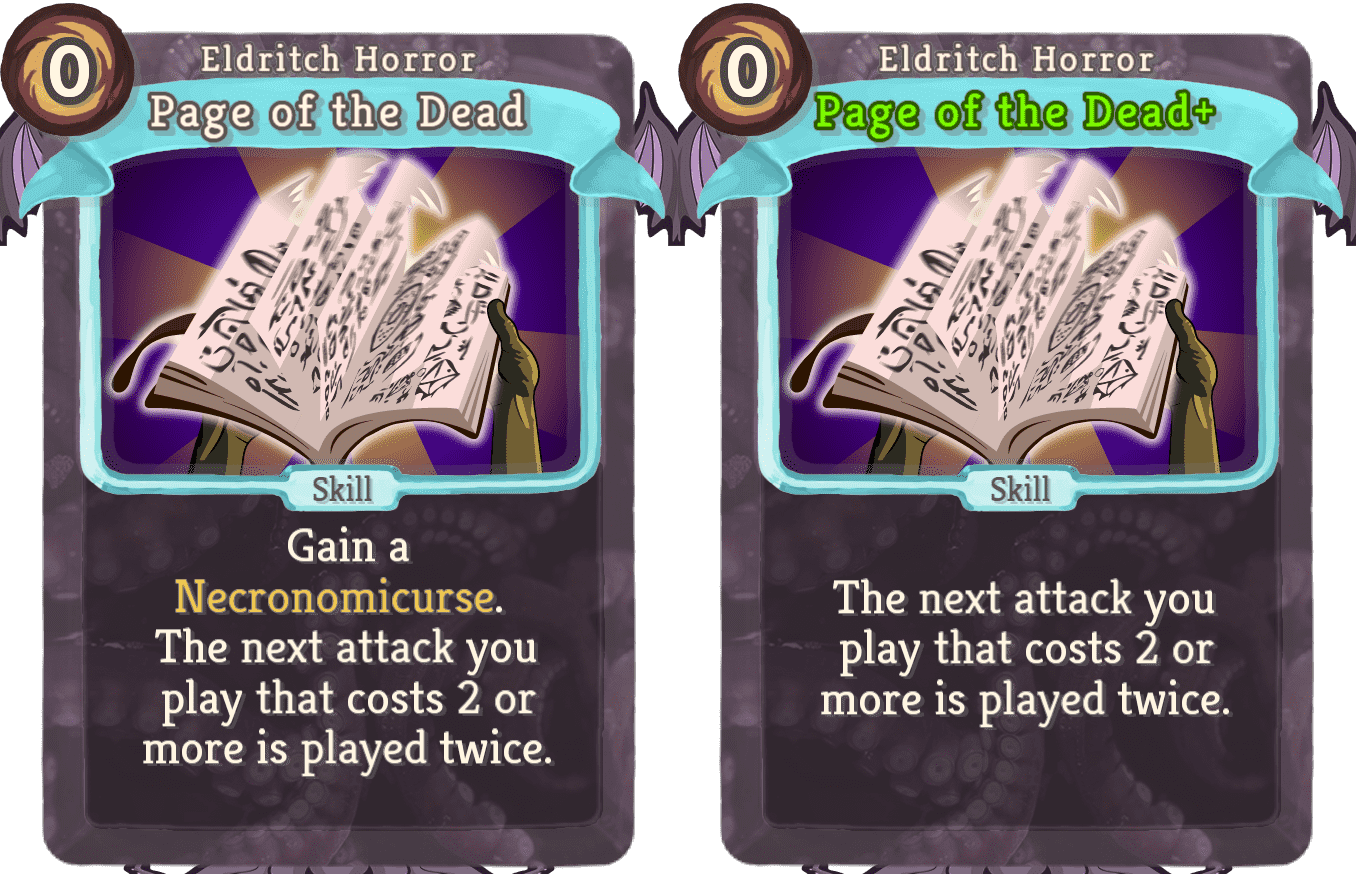 0
Eldritch Horror
Page of the Dead
Skill
Gain a
Necronomicurse.
The next attack you
play that costs 2 or
more is played twice.
0
Eldritch Horror
Page of the Dead+
Skill
The next attack you
play that costs 2 or
more is played twice.